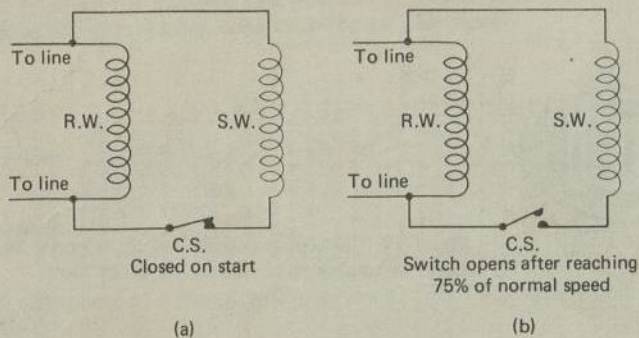 To line
R.W.
S.W.
To line
C.S.
Closed on start
(a)
To line
R.W.
S.W.
To line
C.S.
Switch opens after reaching
75% of normal speed
(b)